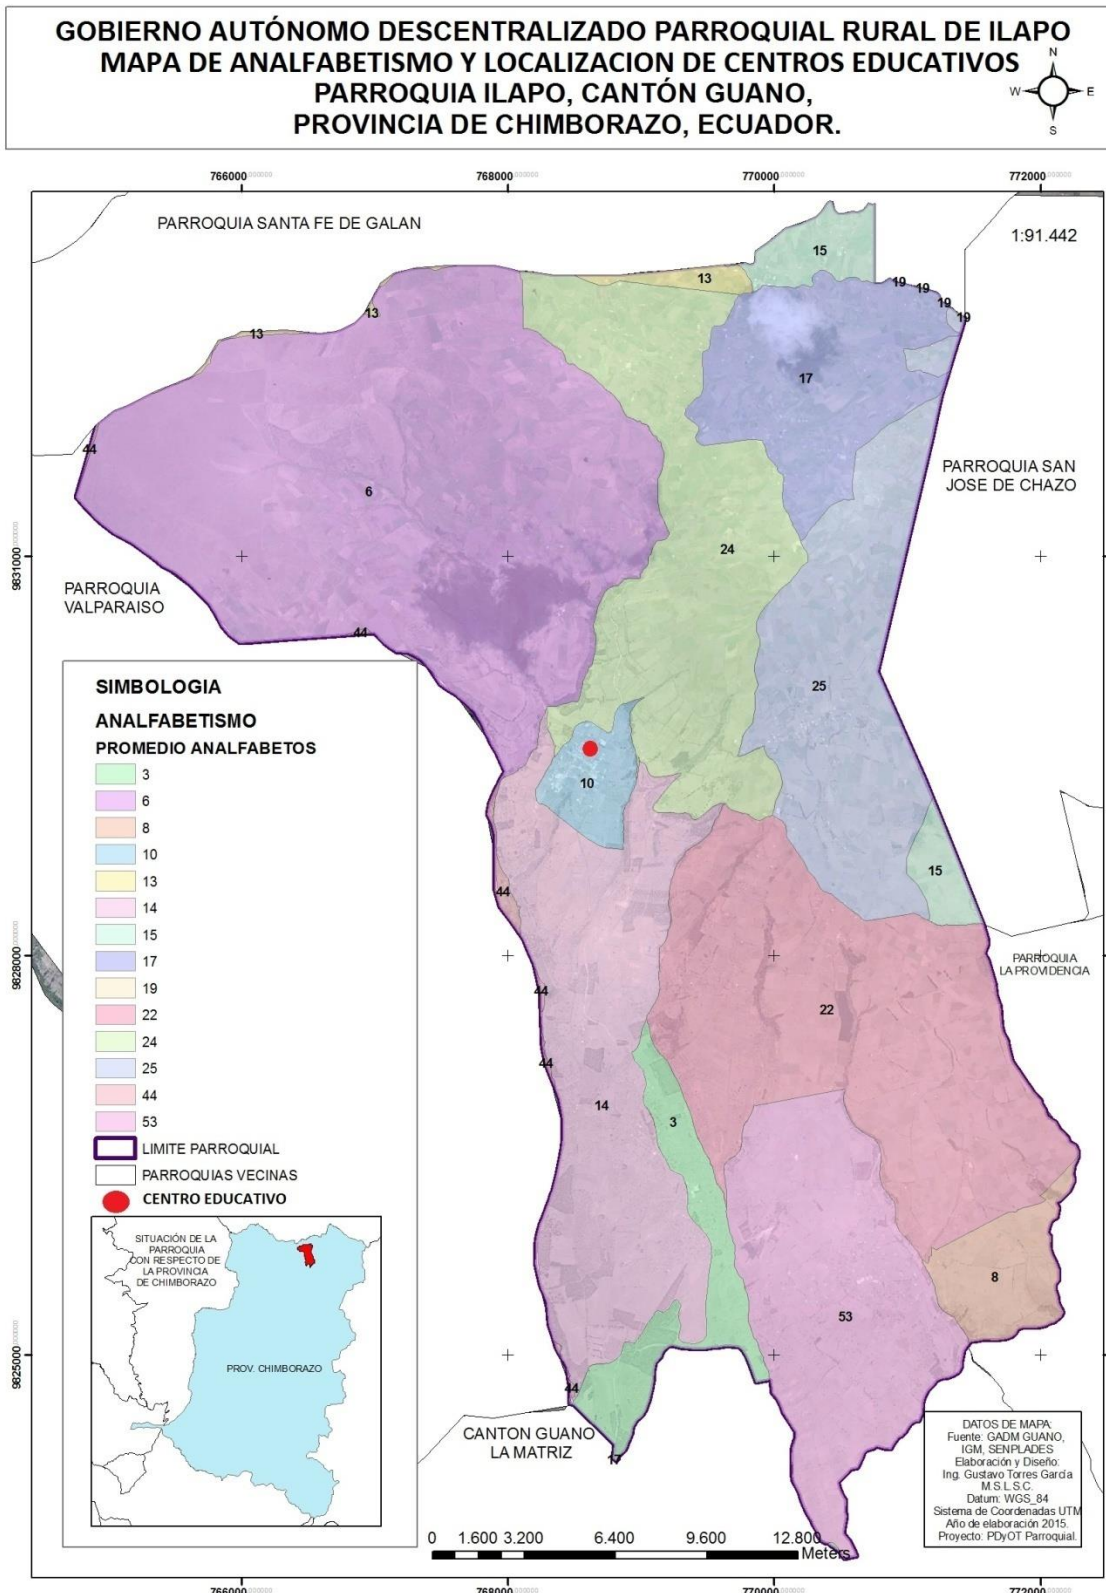 GOBIERNO AUTÓNOMO DESCENTRALIZADO PARROQUIAL RURAL DE ILAPO
MAPA DE ANALFABETISMO Y LOCALIZACION DE CENTROS EDUCATIVOS
PARROQUIA ILAPO, CANTÓN GUANO,
PROVINCIA DE CHIMBORAZO, ECUADOR.
N
W E
S
766000 768000 770000 772000
PARROQUIA SANTA FE DE GALAN
1:91.442
15
13
19
19
19
19
13
13
17
44
6
PARROQUIA SAN
JOSE DE CHAZO
24
9831000
PARROQUIA
VALPARAISO
44
25
10
15
44
9828000
PARROQUIA
LA PROVIDENCIA
44
22
44
14
3
8
53
9825000
44
17
CANTON GUANO
LA MATRIZ
SIMBOLOGIA
ANALFABETISMO
PROMEDIO ANALFABETOS
3
6
8
10
13
14
15
17
19
22
24
25
44
53
LIMITE PARROQUIAL
PARROQUIAS VECINAS
CENTRO EDUCATIVO
SITUACIÓN DE LA
PARROQUIA
CON RESPECTO DE
LA PROVINCIA
DE CHIMBORAZO
PROV. CHIMBORAZO
DATOS DE MAPA:
Fuente: GADM GUANO,
IGM, SENPLADES
Elaboración y Diseño:
Ing. Gustavo Torres García
M.S.L.S.C.
Datum: WGS_84
Sistema de Coordenadas UTM
Año de elaboración 2015.
Proyecto: PDyOT Parroquial.
0 1.600 3.200 6.400 9.600 12.800
Meters
766000 768000 770000 772000